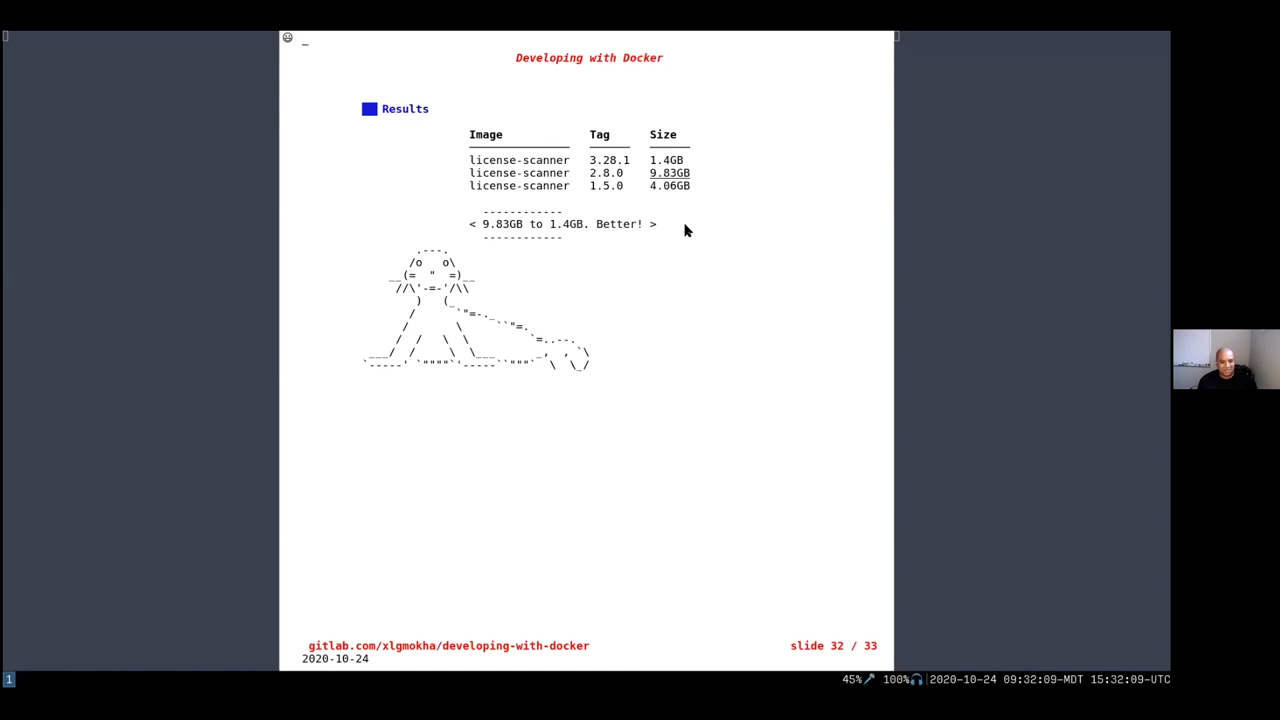 Developing with Docker
Results
Image Tag Size
license-scanner 3.28.1 1.4GB
license-scanner 2.8.0 9.83GB
license-scanner 1.5.0 4.06GB
------------
< 9.83GB to 1.4GB. Better! >
------------
gitlab.com/xlgmokha/developing-with-docker slide 32 / 33
2020-10-24
1 45% 100% 2020-10-24 09:32:09-MDT 15:32:09-UTC